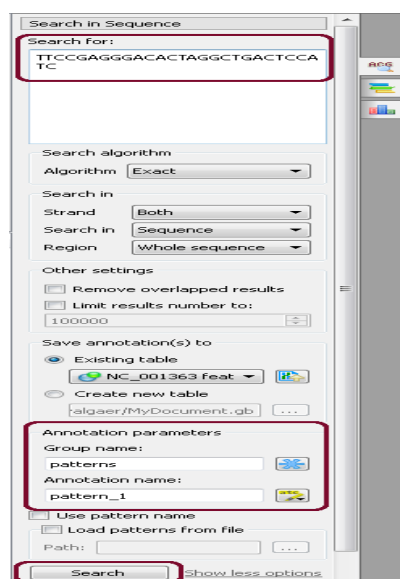 Search in Sequence
Search for:
TTCCGAGGGACACTAGGCTGACTCCA
TC
Search algorithm
Algorithm Exact
Search in
Strand Both
Search in Sequence
Region Whole sequence
Other settings
Remove overlapped results
Limit results number to:
100000
Save annotation(s) to
Existing table
NC_001363 feat
Create new table
algaer/MyDocument.gb ...
Annotation parameters
Group name:
patterns
Annotation name:
pattern_1
Use pattern name
Load patterns from file
Path: ...
Search Show less options